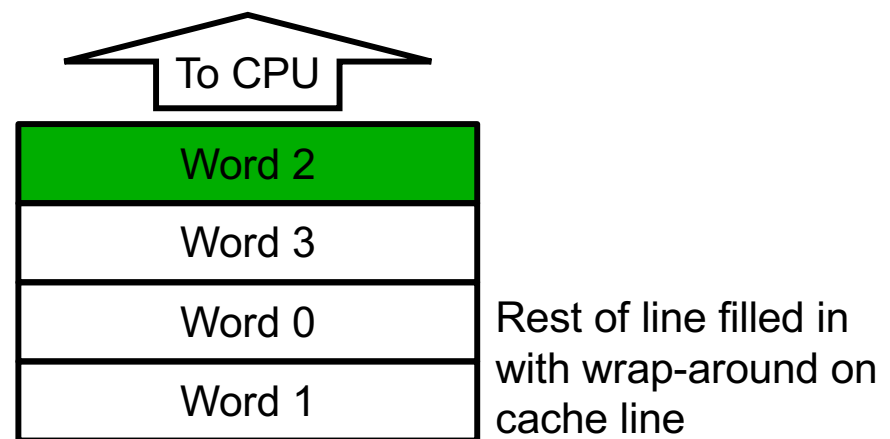 To CPU
Word 2
Word 3
Word 0
Word 1
Rest of line filled in
with wrap-around on
cache line